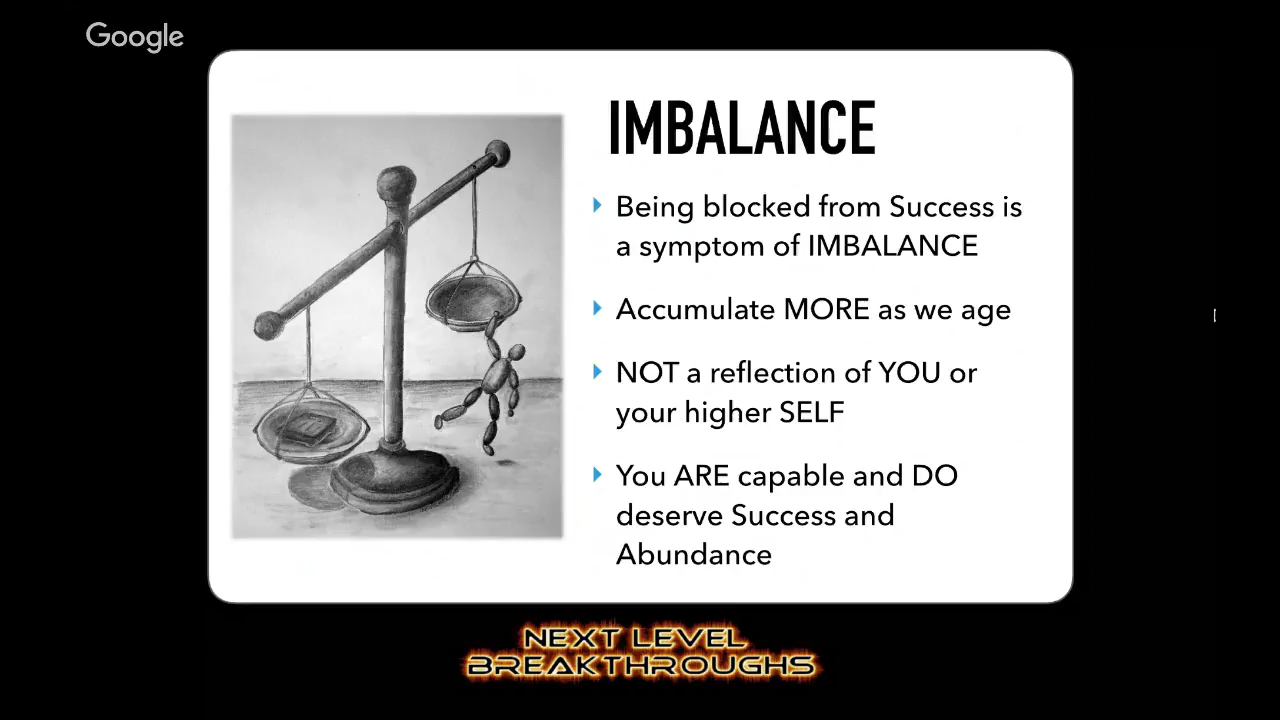 Google
IMBALANCE
Being blocked from Success is
a symptom of IMBALANCE
Accumulate MORE as we age
NOT a reflection of YOU or
your higher SELF
You ARE capable and DO
deserve Success and
Abundance
NEXT LEVEL
BREAKTHROUGHS